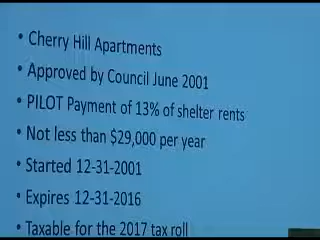 • Cherry Hill Apartments
• Approved by Council June 2001
• PILOT Payment of 13% of shelter rents
• Not less than $29,000 per year
• Started 12-31-2001
• Expires 12-31-2016
• Taxable for the 2017 tax roll